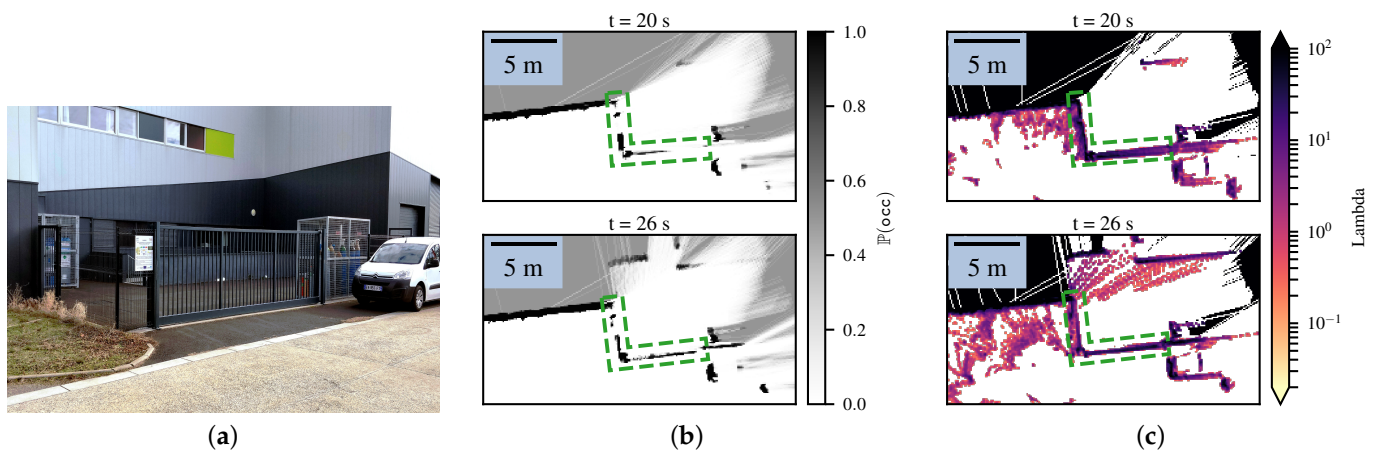 t = 20 s
5 m
t = 26 s
5 m
1.0
0.8
0.6
0.4
0.2
0.0
ℙ(occ)
t = 20 s
5 m
t = 26 s
5 m
10²
10¹
10⁰
10⁻¹
Lambda
(a)
(b)
(c)